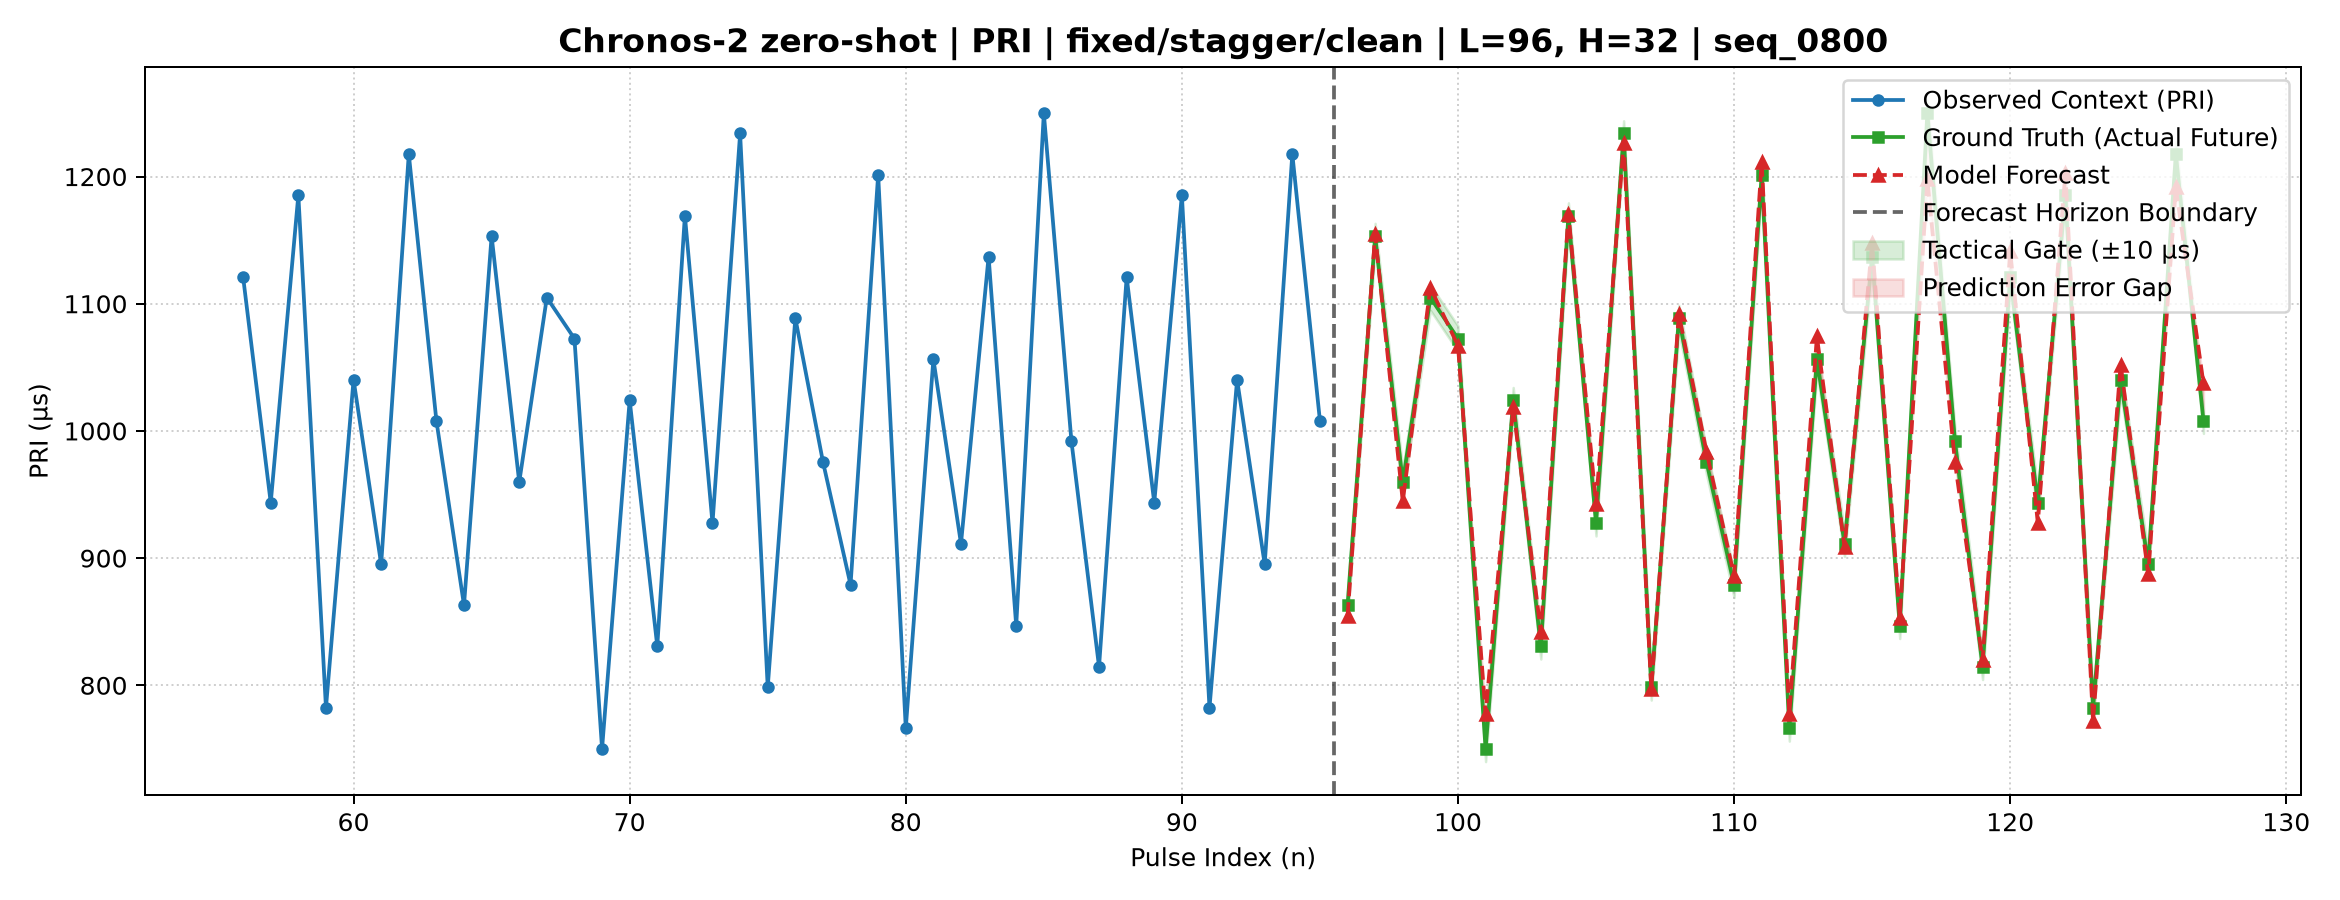 Chronos-2 zero-shot | PRI | fixed/stagger/clean | L=96, H=32 | seq_0800
Observed Context (PRI)
Ground Truth (Actual Future)
Model Forecast
Forecast Horizon Boundary
Tactical Gate (±10 µs)
Prediction Error Gap
PRI (µs)
1200
1100
1000
900
800
60 70 80 90 100 110 120 130
Pulse Index (n)